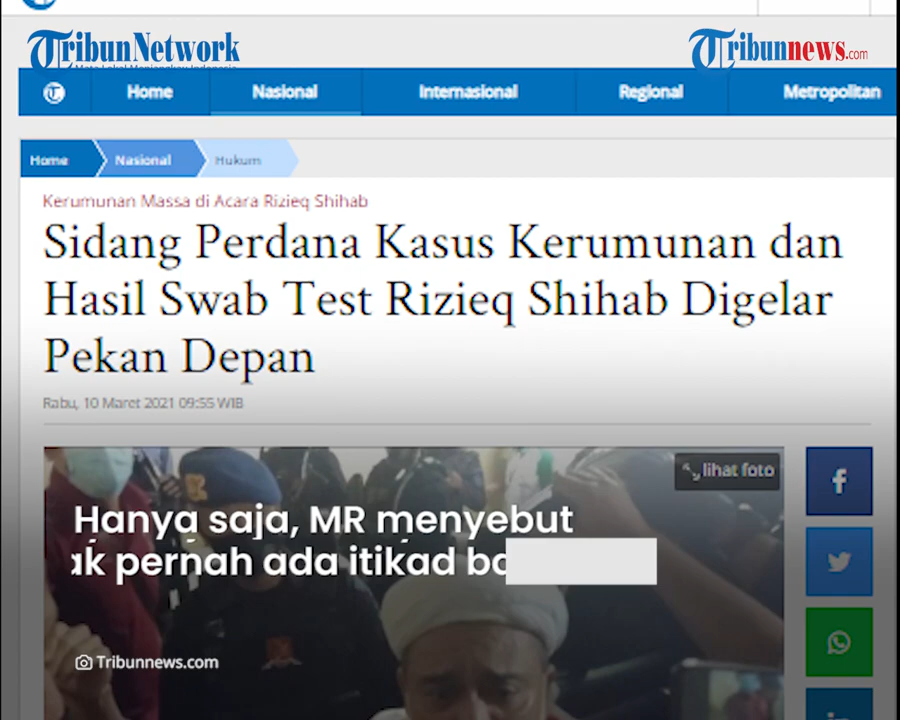 TribunNetwork
Tribunnews.com
Home Nasional Internasional Regional Metropolitan
Home Nasional Hukum
Kerumunan Massa di Acara Rizieq Shihab
Sidang Perdana Kasus Kerumunan dan
Hasil Swab Test Rizieq Shihab Digelar
Pekan Depan
Rabu, 10 Maret 2021 09:55 WIB
lihat foto
Hanya saja, MR menyebut
pernah ada itikad
Tribunnews.com